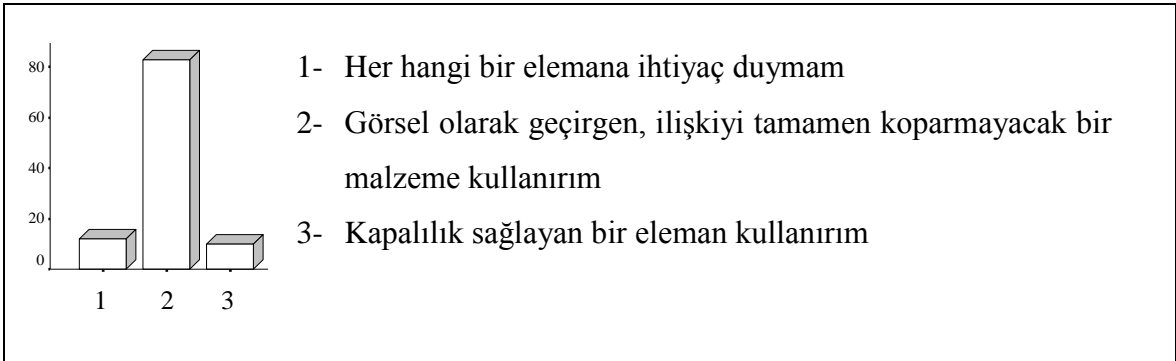 80
60
40
20
0
1 2 3
1- Her hangi bir elemana ihtiyaç duymam
2- Görsel olarak geçirgen, ilişkiyi tamamen koparmayacak bir
malzeme kullanırım
3- Kapalılık sağlayan bir eleman kullanırım